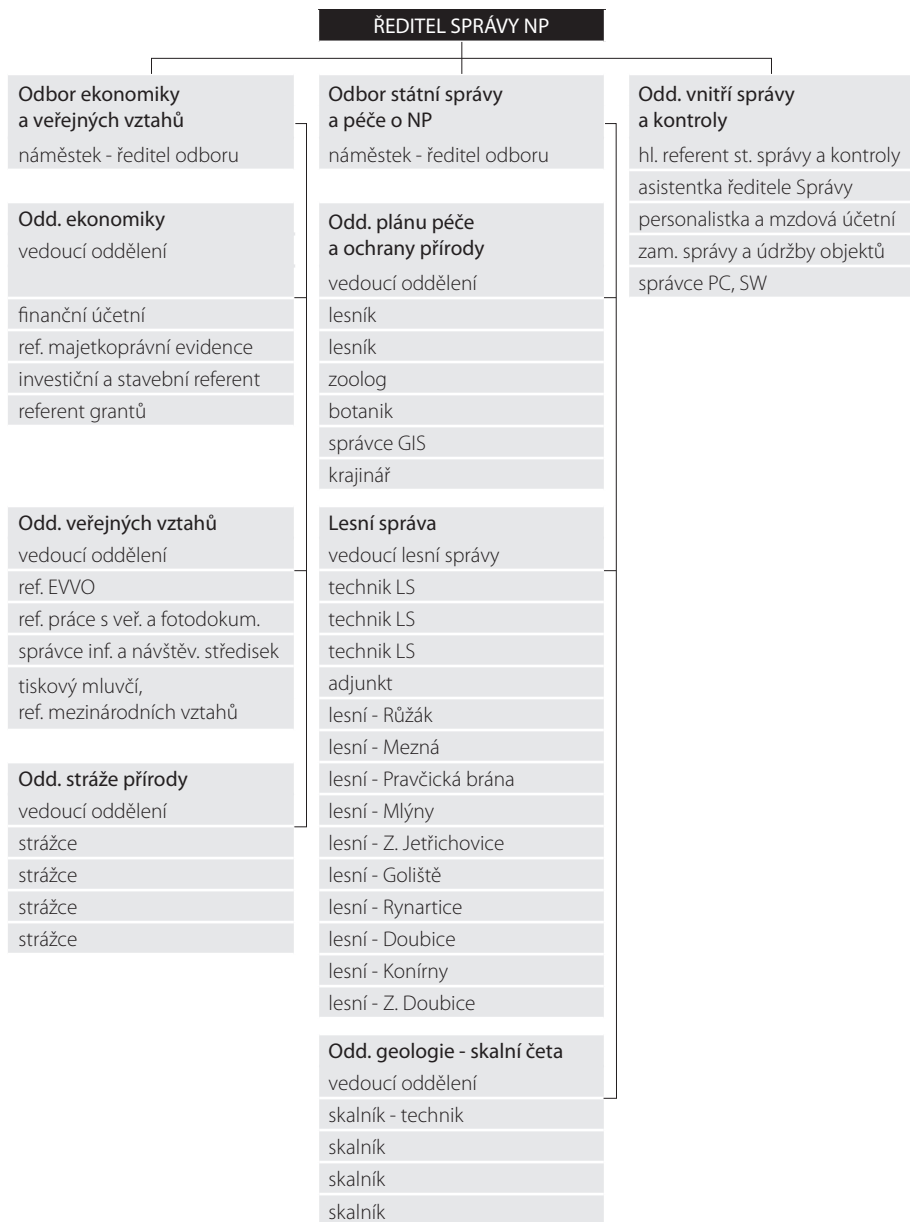 ŘEDITEL SPRÁVY NP
Odbor ekonomiky
a veřejných vztahů
náměstek - ředitel odboru
Odd. ekonomiky
vedoucí oddělení
finanční účetní
ref. majetkoprávní evidence
investiční a stavební referent
referent grantů
Odd. veřejných vztahů
vedoucí oddělení
ref. EVVO
ref. práce s veř. a fotodokum.
správce inf. a návštěv. středisek
tiskový mluvčí,
ref. mezinárodních vztahů
Odd. stráže přírody
vedoucí oddělení
strážce
strážce
strážce
strážce
Odbor státní správy
a péče o NP
náměstek - ředitel odboru
Odd. plánu péče
a ochrany přírody
vedoucí oddělení
lesník
lesník
zoolog
botanik
správce GIS
krajinář
Lesní správa
vedoucí lesní správy
technik LS
technik LS
technik LS
adjunkt
lesní - Růžák
lesní - Mezná
lesní - Pravčická brána
lesní - Mlýny
lesní - Z. Jetřichovice
lesní - Goliště
lesní - Rynartice
lesní - Doubice
lesní - Konírny
lesní - Z. Doubice
Odd. geologie - skalní četa
vedoucí oddělení
skalník - technik
skalník
skalník
skalník
Odd. vnitří správy
a kontroly
hl. referent st. správy a kontroly
asistentka ředitele Správy
personalistka a mzdová účetní
zam. správy a údržby objektů
správce PC, SW